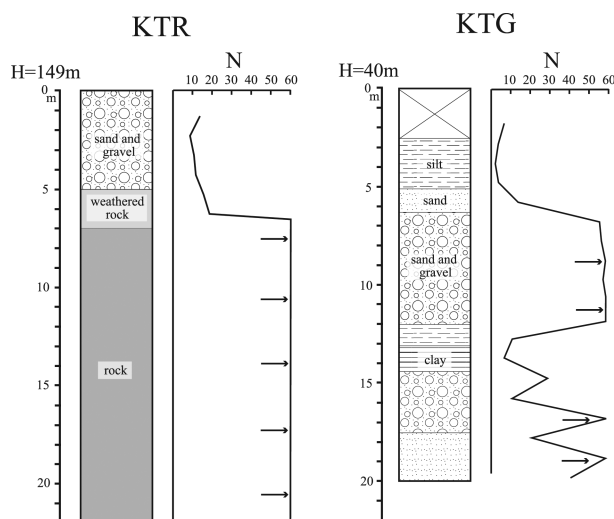 KTR
H=149m
N
10 20 30 40 50 60
0
m
5
10
15
20
sand and
gravel
weathered
rock
rock
KTG
H=40m
N
10 20 30 40 50 60
0
m
5
10
15
20
silt
sand
sand and
gravel
clay